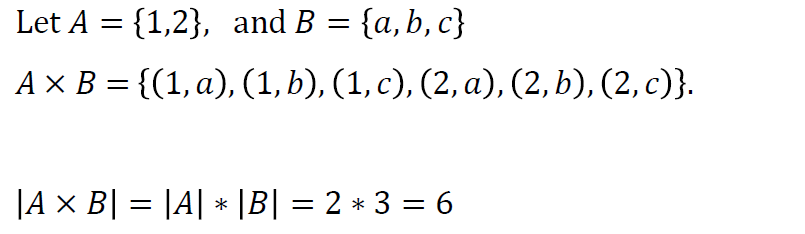 Let A = {1,2}, and B = {a, b, c}
A × B = {(1, a), (1, b), (1, c), (2, a), (2, b), (2, c)}.
|A × B| = |A| ∗ |B| = 2 ∗ 3 = 6